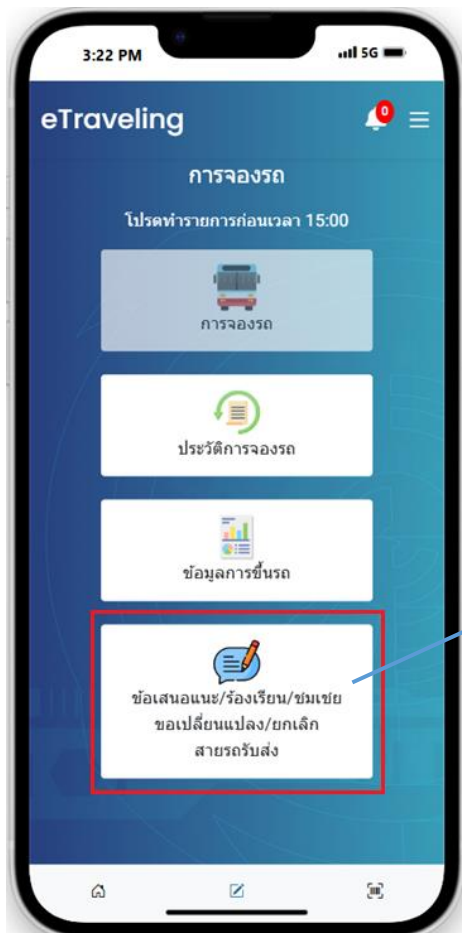 3:22 PM
5G
eTraveling
0
การจองรถ
โปรดทำรายการก่อนเวลา 15:00
การจองรถ
ประวัติการจองรถ
ข้อมูลการขึ้นรถ
ข้อเสนอแนะ/ร้องเรียน/ชมเชย
ขอเปลี่ยนแปลง/ยกเลิก
สายรถรับส่ง